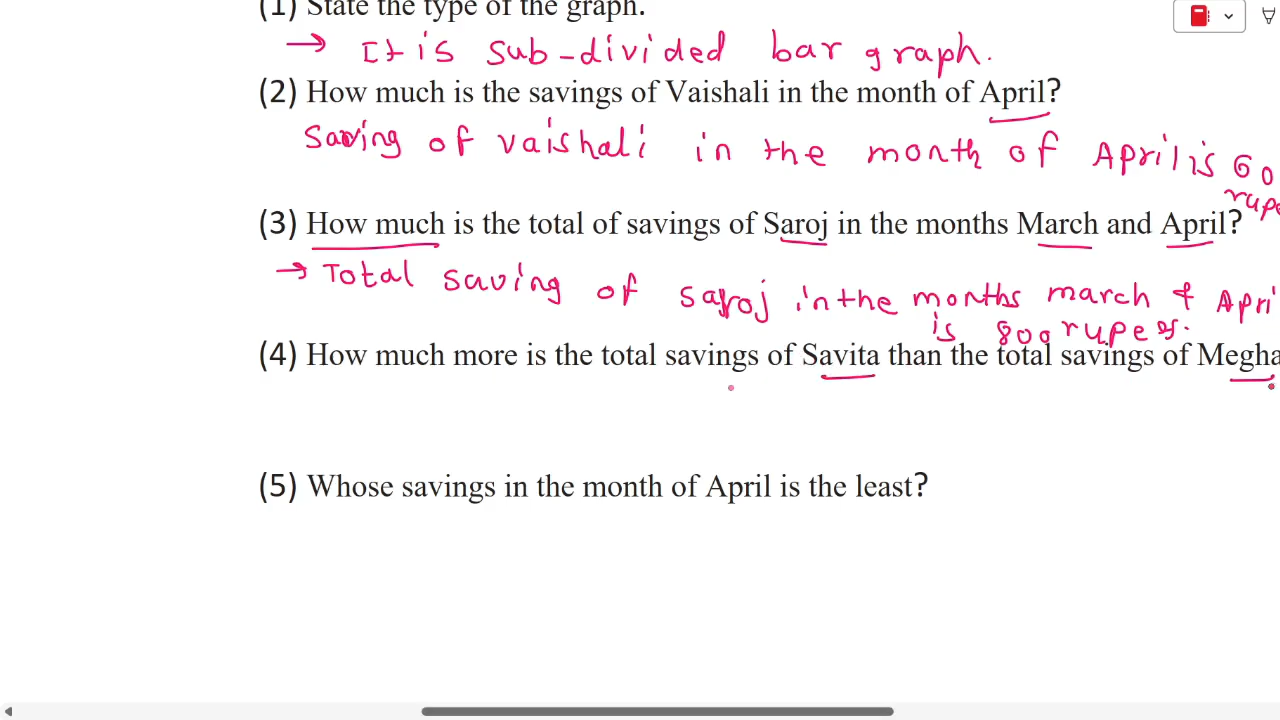 (1) State the type of the graph.
→ It is sub-divided bar graph.
(2) How much is the savings of Vaishali in the month of April?
Saving of vaishali in the month of April is 60
rupe
(3) How much is the total of savings of Saroj in the months March and April?
→ Total saving of saroj in the months march & Apri
is 800 rupees.
(4) How much more is the total savings of Savita than the total savings of Megha
(5) Whose savings in the month of April is the least?